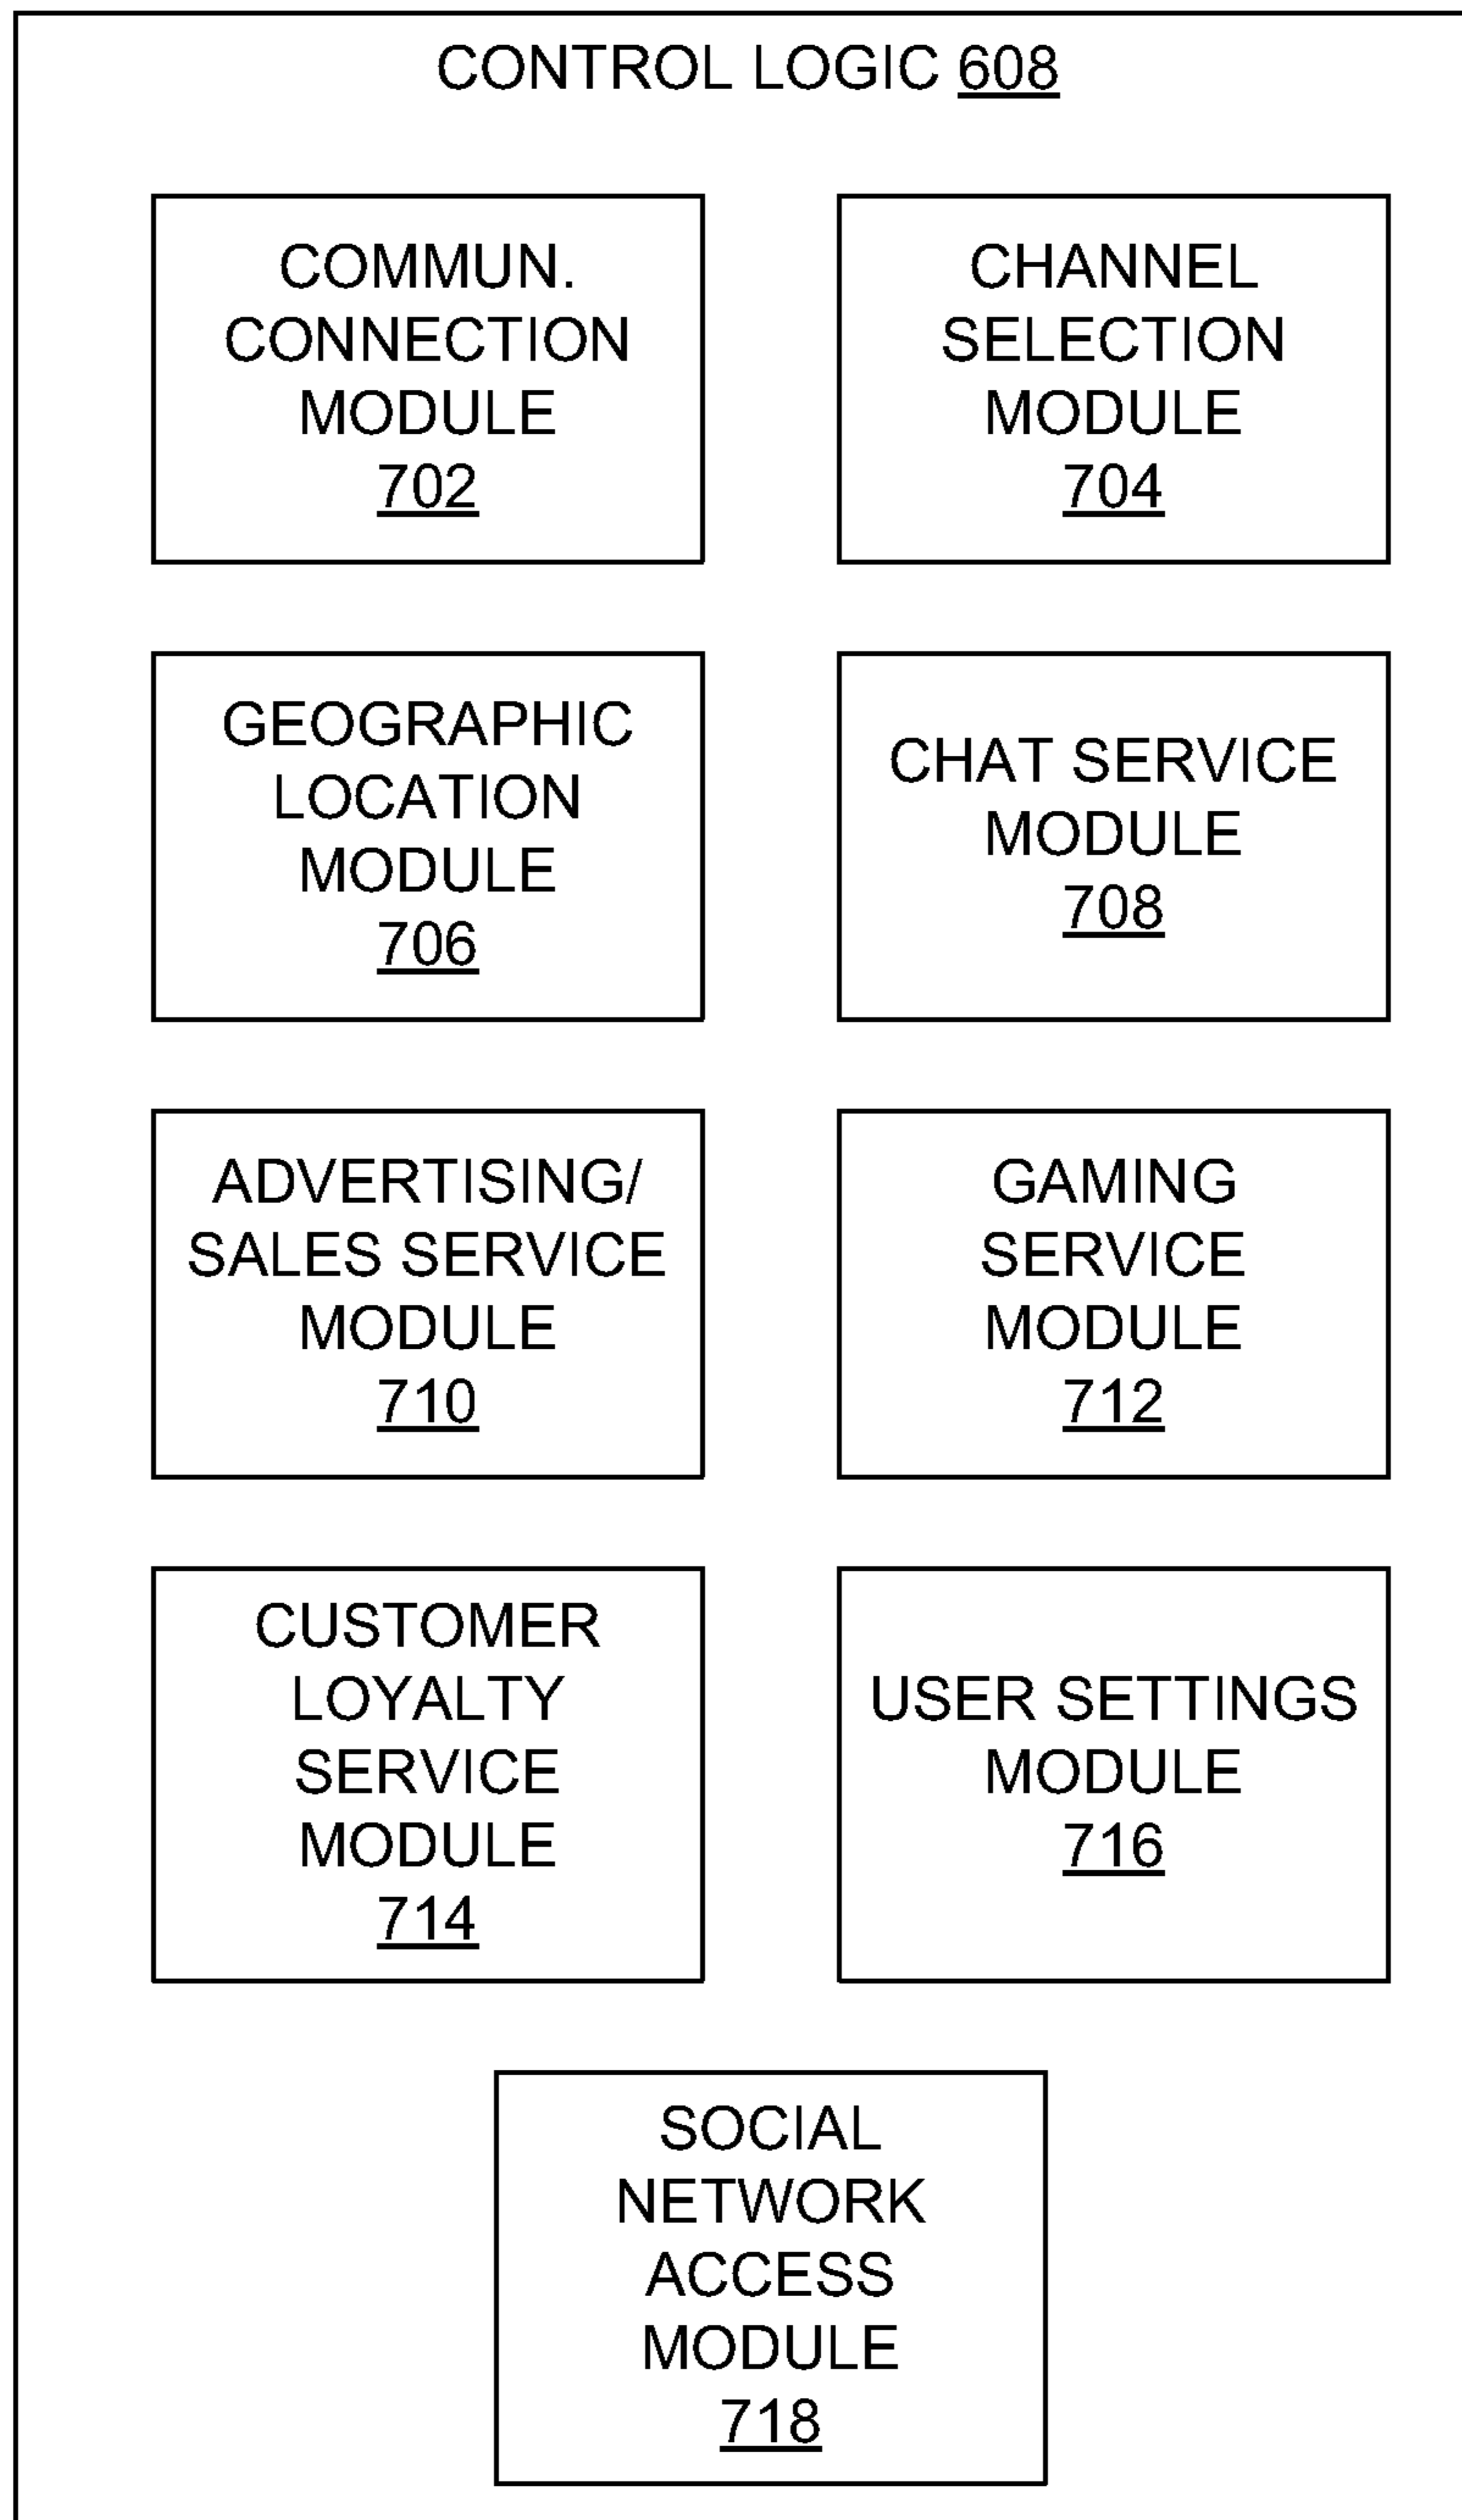 CONTROL LOGIC 608
COMMUN.
CONNECTION
MODULE
702
CHANNEL
SELECTION
MODULE
704
GEOGRAPHIC
LOCATION
MODULE
706
CHAT SERVICE
MODULE
708
ADVERTISING/
SALES SERVICE
MODULE
710
GAMING
SERVICE
MODULE
712
CUSTOMER
LOYALTY
SERVICE
MODULE
714
USER SETTINGS
MODULE
716
SOCIAL
NETWORK
ACCESS
MODULE
718